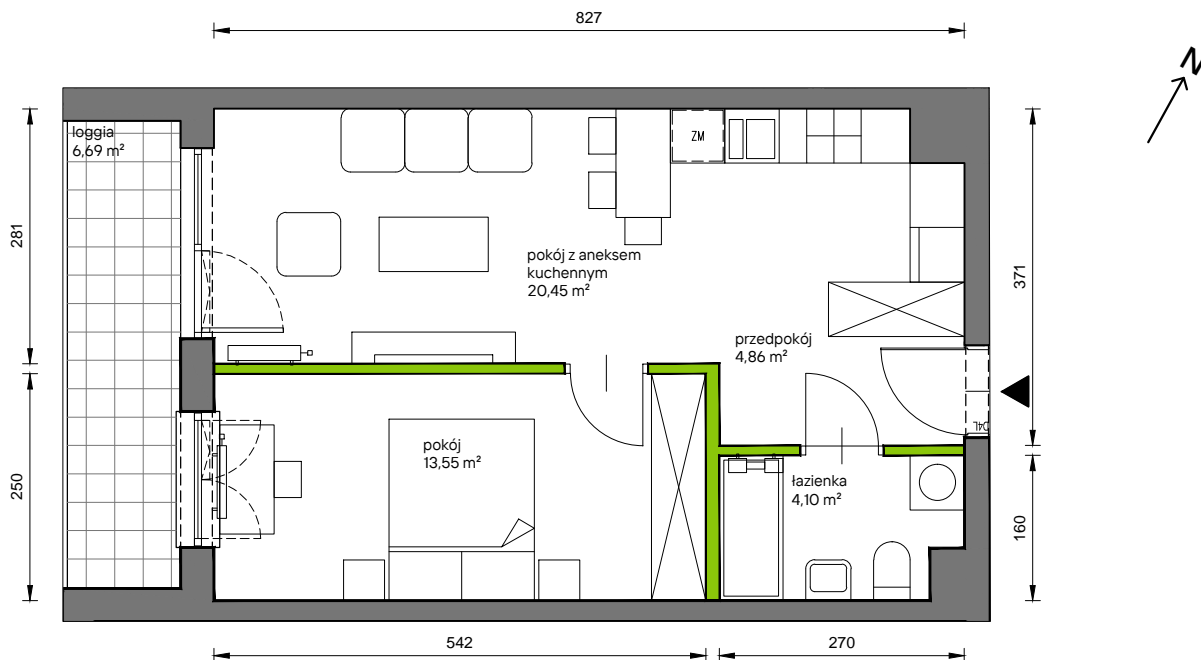 827
N
loggia
6,69 m²
ZM
281
pokój z aneksem
kuchennym
20,45 m²
371
przedpokój
4,86 m²
D4L
pokój
13,55 m²
250
łazienka
4,10 m²
160
542
270